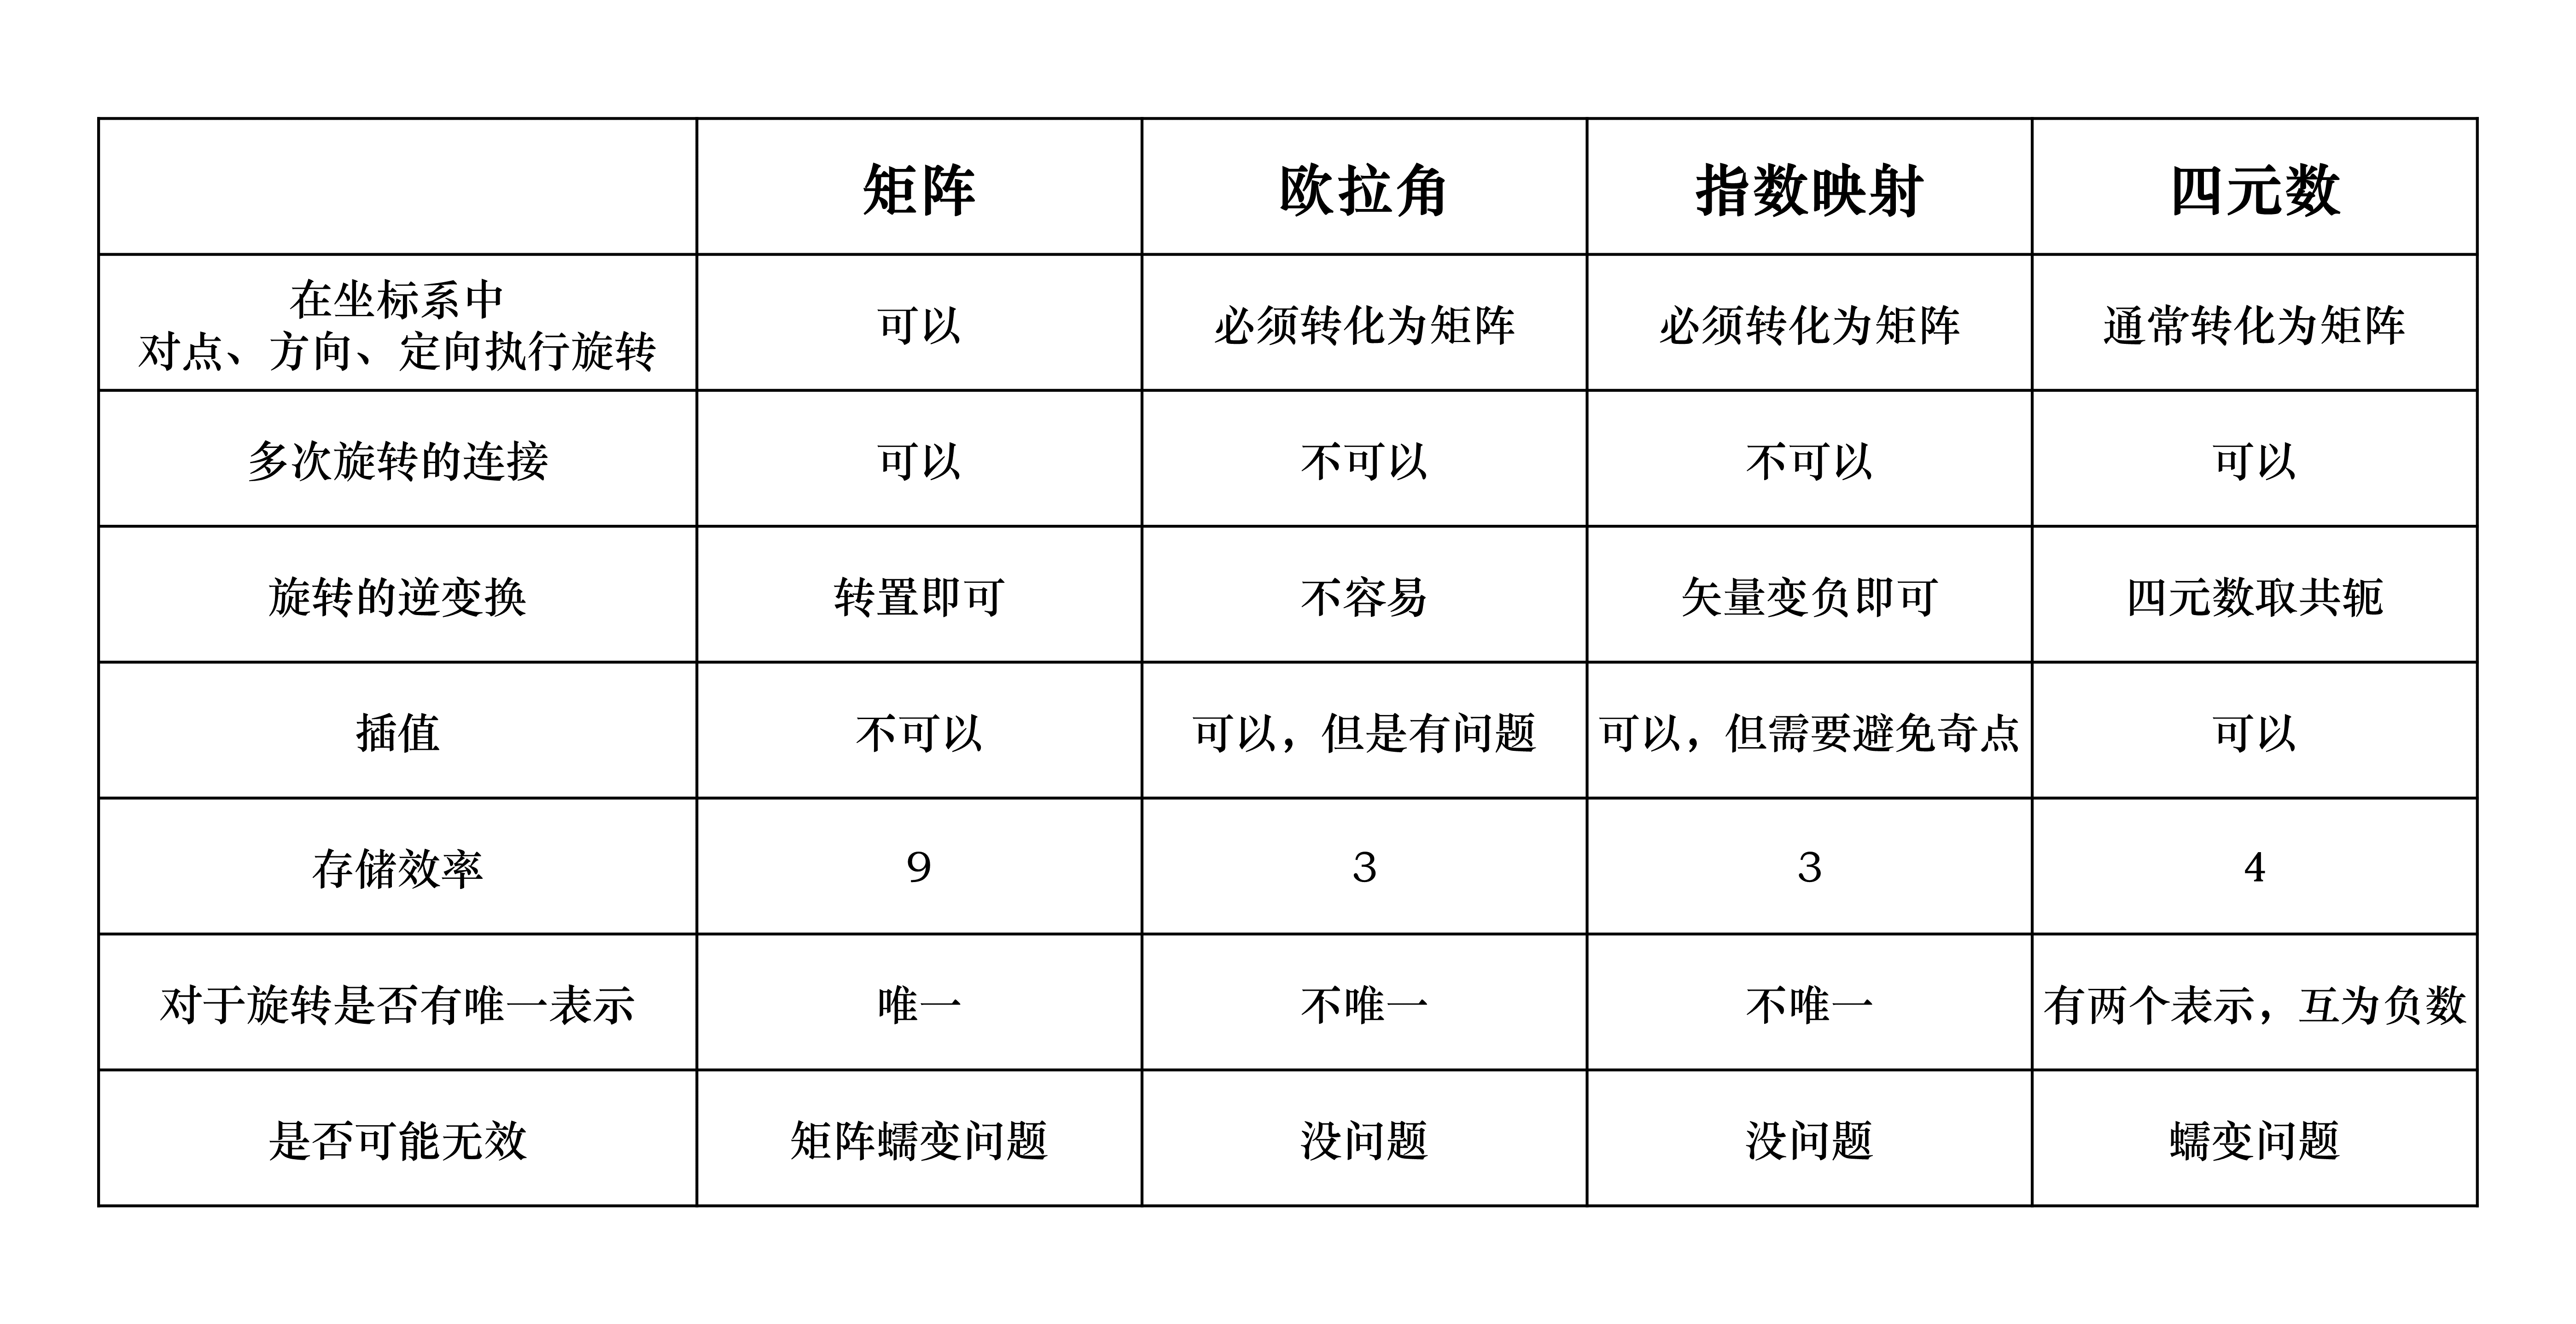 矩阵 欧拉角 指数映射 四元数
在坐标系中
对点、方向、定向执行旋转 可以 必须转化为矩阵 必须转化为矩阵 通常转化为矩阵
多次旋转的连接 可以 不可以 不可以 可以
旋转的逆变换 转置即可 不容易 矢量变负即可 四元数取共轭
插值 不可以 可以，但是有问题 可以，但需要避免奇点 可以
存储效率 9 3 3 4
对于旋转是否有唯一表示 唯一 不唯一 不唯一 有两个表示，互为负数
是否可能无效 矩阵蠕变问题 没问题 没问题 蠕变问题